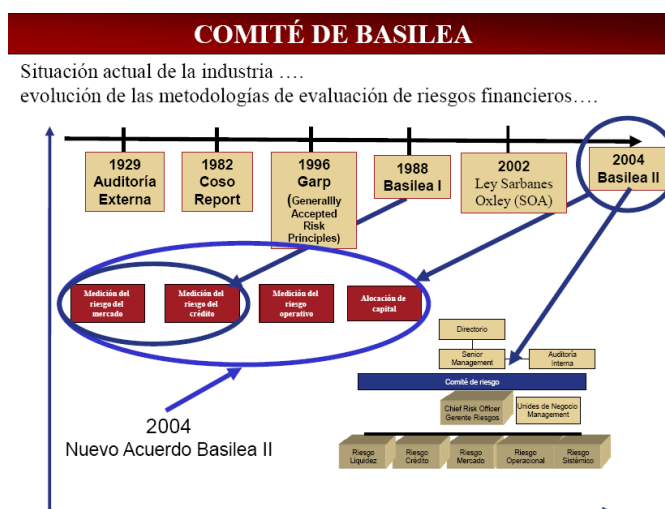 COMITÉ DE BASILEA
Situación actual de la industria ….
evolución de las metodologías de evaluación de riesgos financieros….
1929
Auditoría
Externa
1982
Coso
Report
1996
Garp
(Generallly
Accepted
Risk
Principles)
1988
Basilea I
2002
Ley Sarbanes
Oxley (SOA)
2004
Basilea II
Medición del
riesgo del
mercado
Medición del
riesgo del
crédito
Medición del
riesgo
operativo
Alocación de
capital
Directorio
Senior
Management
Auditoría
Interna
Comité de riesgo
Chief Risk Officer
Gerente Riesgos
Unides de Negocio
Management
2004
Nuevo Acuerdo Basilea II
Riesgo
Liquidez
Riesgo
Crédito
Riesgo
Mercado
Riesgo
Operacional
Riesgo
Sistémico